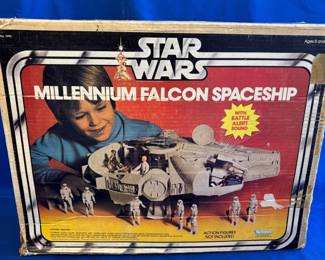 STAR
WARS
MILLENNIUM FALCON SPACESHIP
WITH
BATTLE
ALERT
SOUND
ACTION FIGURES
NOT INCLUDED
Kenner